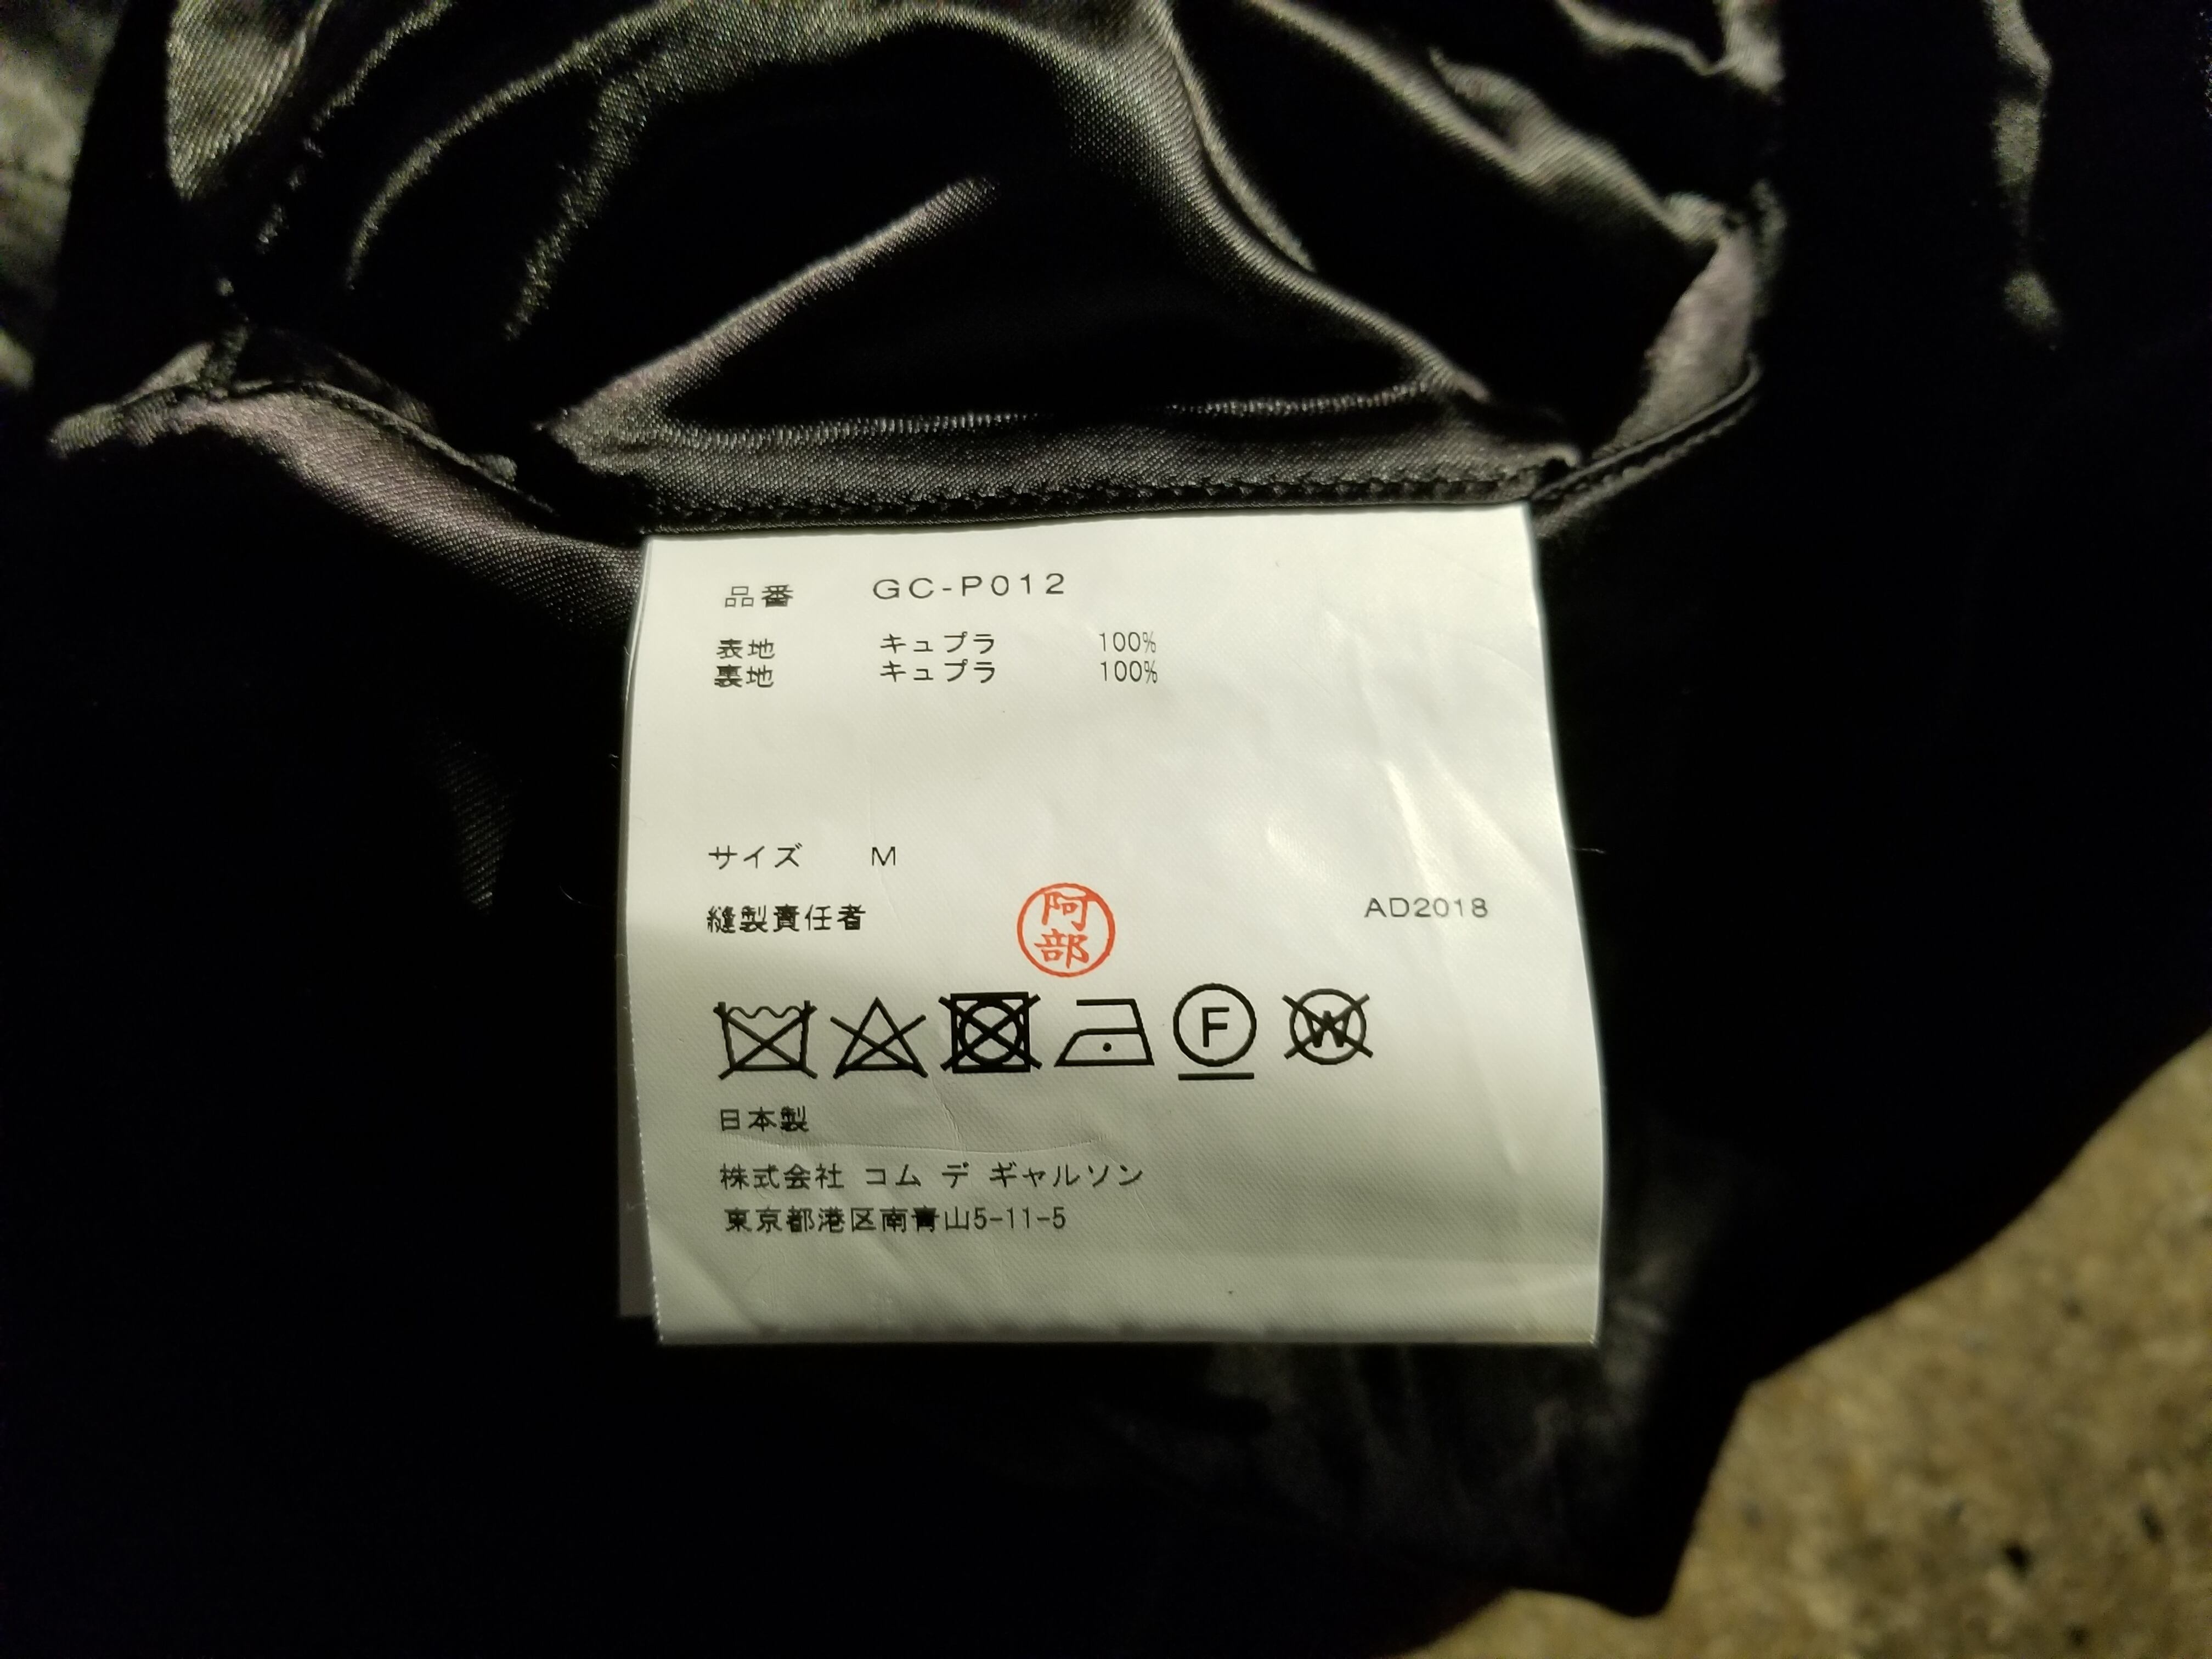 品番 GC-P012
表地 キュプラ 100%
裏地 キュプラ 100%
サイズ M
縫製責任者 阿部 AD2018
F W
日本製
株式会社 コム デ ギャルソン
東京都港区南青山5-11-5